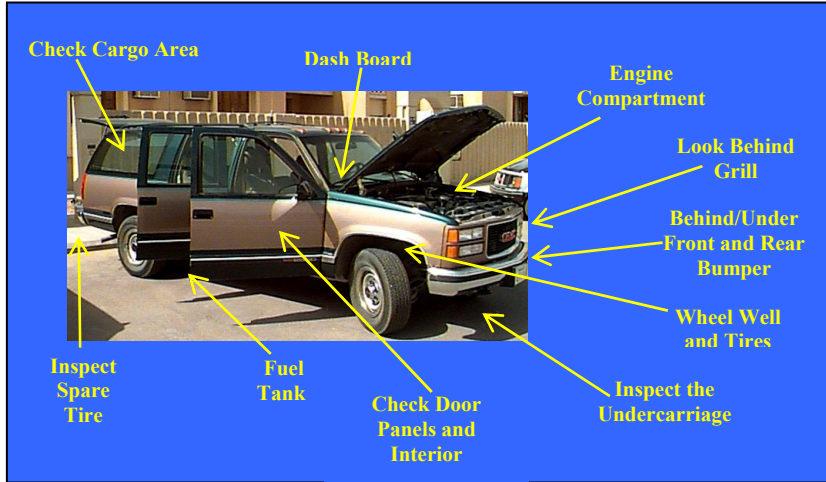 Check Cargo Area
Dash Board
Engine
Compartment
Look Behind
Grill
Behind/Under
Front and Rear
Bumper
Wheel Well
and Tires
Inspect the
Undercarriage
Check Door
Panels and
Interior
Fuel
Tank
Inspect
Spare
Tire
GMC